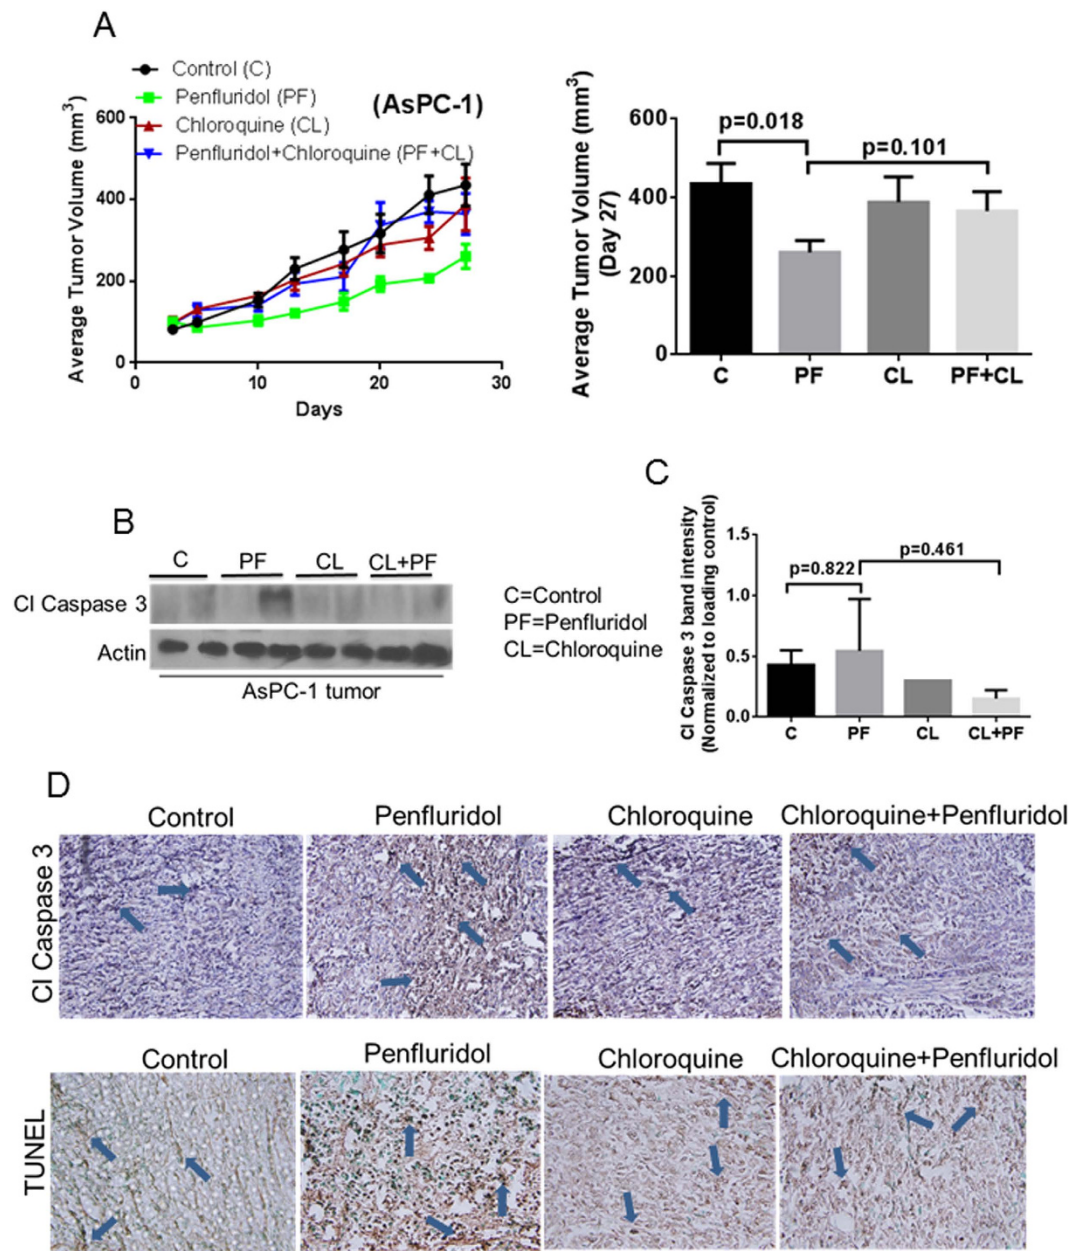 A
Control (C)
Penfluridol (PF)
Chloroquine (CL)
Penfluridol+Chloroquine (PF+CL)
(AsPC-1)
Average Tumor Volume (mm³)
600
400
200
0
0 10 20 30
Days
Average Tumor Volume (mm³)
(Day 27)
600
400
200
0
p=0.018
p=0.101
C PF CL PF+CL
B
C PF CL CL+PF
Cl Caspase 3
Actin
AsPC-1 tumor
C=Control
PF=Penfluridol
CL=Chloroquine
C
Cl Caspase 3 band intensity
(Normalized to loading control)
1.5
1.0
0.5
0.0
p=0.822
p=0.461
C PF CL CL+PF
D
Control Penfluridol Chloroquine Chloroquine+Penfluridol
Cl Caspase 3
Control Penfluridol Chloroquine Chloroquine+Penfluridol
TUNEL